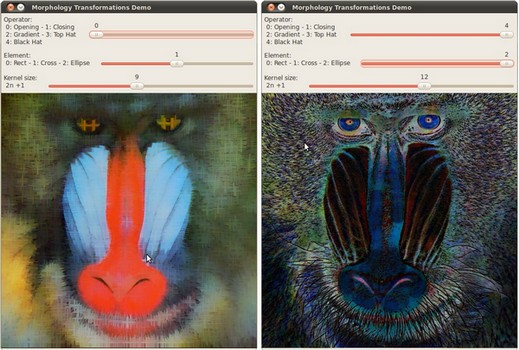 Morphology Transformations Demo
Operator:
0: Opening - 1: Closing
2: Gradient - 3: Top Hat
4: Black Hat
0
Element:
0: Rect - 1: Cross - 2: Ellipse
1
Kernel size:
2n +1
9
Morphology Transformations Demo
Operator:
0: Opening - 1: Closing
2: Gradient - 3: Top Hat
4: Black Hat
4
Element:
0: Rect - 1: Cross - 2: Ellipse
2
Kernel size:
2n +1
12